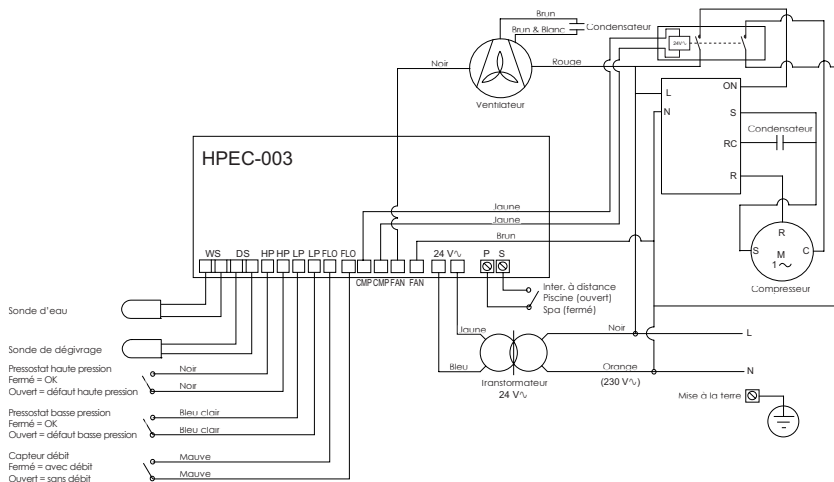 Brun
Condensateur
Brun & Blanc
24V∿
Noir
Rouge
Ventilateur
L
N
ON
S
RC
R
Condensateur
HPEC-003
R
S
M
1∿
C
Compresseur
Jaune
Jaune
Brun
WS
DS
HP
HP
LP
LP
FLO
FLO
CMP
CMP
FAN
FAN
24 V∿
P
S
Inter. à distance
Piscine (ouvert)
Spa (fermé)
Sonde d'eau
Sonde de dégivrage
Jaune
Bleu
Transformateur
24 V∿
Noir
L
Orange
(230 V∿)
N
Mise à la terre
Pressostat haute pression
Fermé = OK
Ouvert = défaut haute pression
Noir
Noir
Pressostat basse pression
Fermé = OK
Ouvert = défaut basse pression
Bleu clair
Bleu clair
Capteur débit
Fermé = avec débit
Ouvert = sans débit
Mauve
Mauve